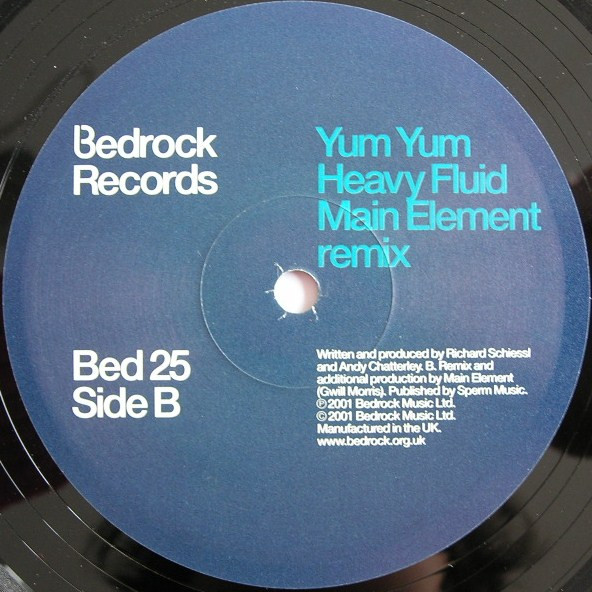 Bedrock
Records
Yum Yum
Heavy Fluid
Main Element
remix
Bed 25
Side B
Written and produced by Richard Schiessl
and Andy Chatterley. B. Remix and
additional production by Main Element
(Gwill Morris). Published by Sperm Music.
℗ 2001 Bedrock Music Ltd.
© 2001 Bedrock Music Ltd.
Manufactured in the UK.
www.bedrock.org.uk